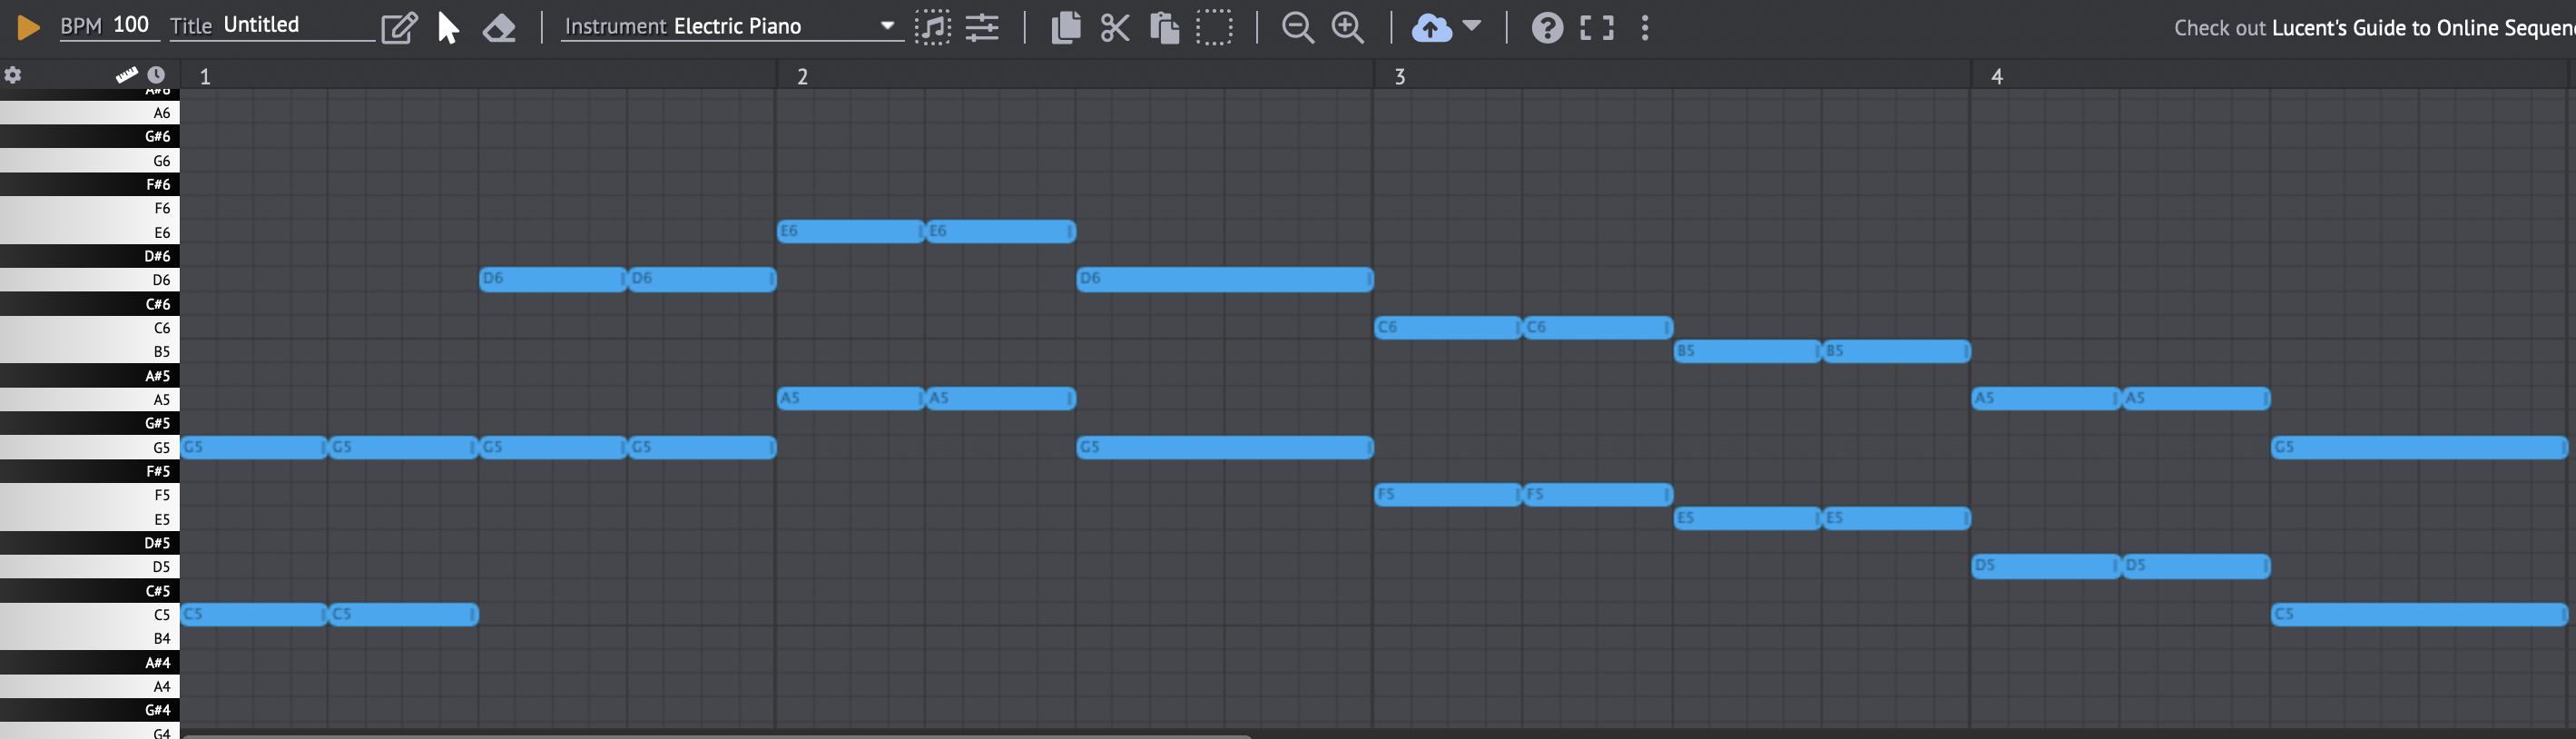 BPM 100 Title Untitled Instrument Electric Piano Check out Lucent's Guide to Online Sequen
1 2 3 4
A#6
A6
G#6
G6
F#6
F6
E6 E6 E6
D#6
D6 D6 D6 D6
C#6
C6 C6 C6
B5 B5 B5
A#5
A5 A5 A5 A5 A5
G#5
G5 G5 G5 G5 G5 G5 G5
F#5
F5 F5 F5
E5 E5 E5
D#5
D5 D5 D5
C#5
C5 C5 C5 C5
B4
A#4
A4
G#4
G4